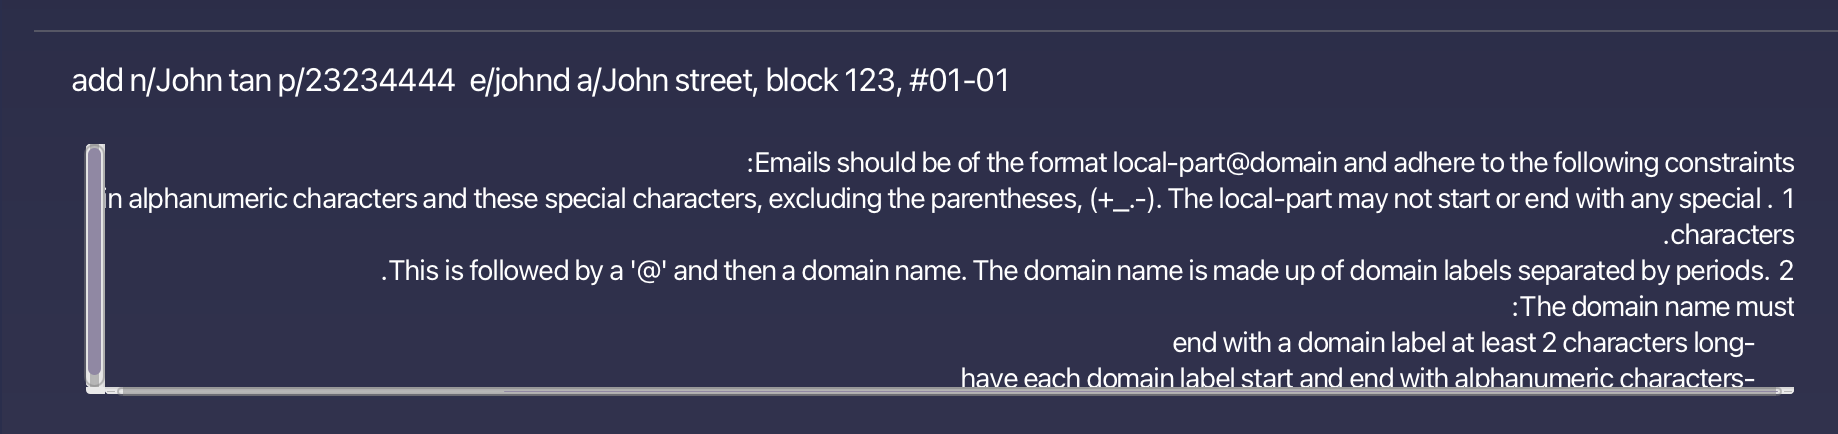 add n/John tan p/23234444  e/johnd a/John street, block 123, #01-01
:Emails should be of the format local-part@domain and adhere to the following constraints
in alphanumeric characters and these special characters, excluding the parentheses, (+_.-). The local-part may not start or end with any special . 1
.characters
.This is followed by a '@' and then a domain name. The domain name is made up of domain labels separated by periods. 2
:The domain name must
end with a domain label at least 2 characters long-
have each domain label start and end with alphanumeric characters-